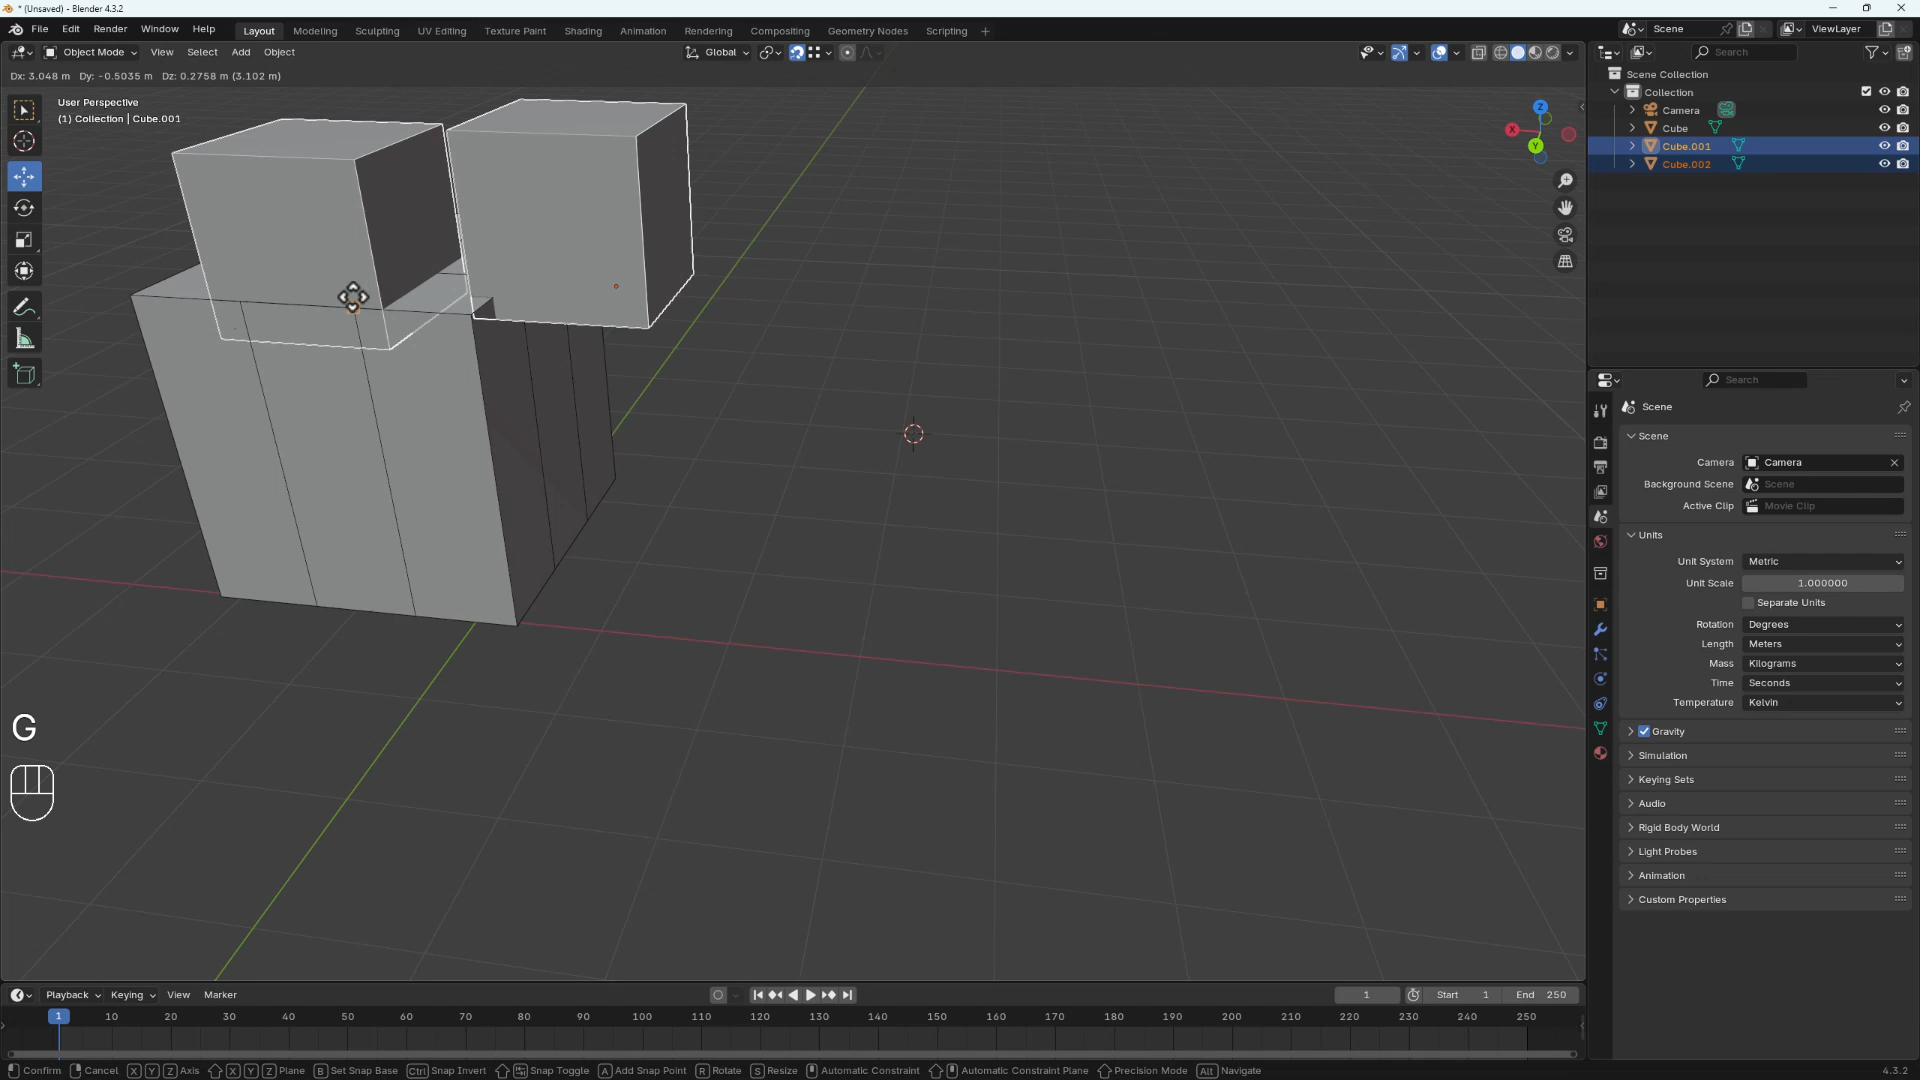 * (Unsaved) - Blender 4.3.2
File Edit Render Window Help
Layout Modeling Sculpting UV Editing Texture Paint Shading Animation Rendering Compositing Geometry Nodes Scripting +
Scene
ViewLayer
Object Mode View Select Add Object
Global
Search
Dx: 3.048 m Dy: -0.5035 m Dz: 0.2758 m (3.102 m)
User Perspective
(1) Collection | Cube.001
Z
X
Y
Scene Collection
Collection
Camera
Cube
Cube.001
Cube.002
G
Search
Scene
Scene
Camera Camera
Background Scene Scene
Active Clip Movie Clip
Units
Unit System Metric
Unit Scale 1.000000
Separate Units
Rotation Degrees
Length Meters
Mass Kilograms
Time Seconds
Temperature Kelvin
Gravity
Simulation
Keying Sets
Audio
Rigid Body World
Light Probes
Animation
Custom Properties
Playback Keying View Marker
1 Start 1 End 250
1 10 20 30 40 50 60 70 80 90 100 110 120 130 140 150 160 170 180 190 200 210 220 230 240 250
Confirm Cancel X Y Z Axis X Y Z Plane B Set Snap Base Ctrl Snap Invert Snap Toggle A Add Snap Point R Rotate S Resize Automatic Constraint Automatic Constraint Plane Precision Mode Alt Navigate 4.3.2